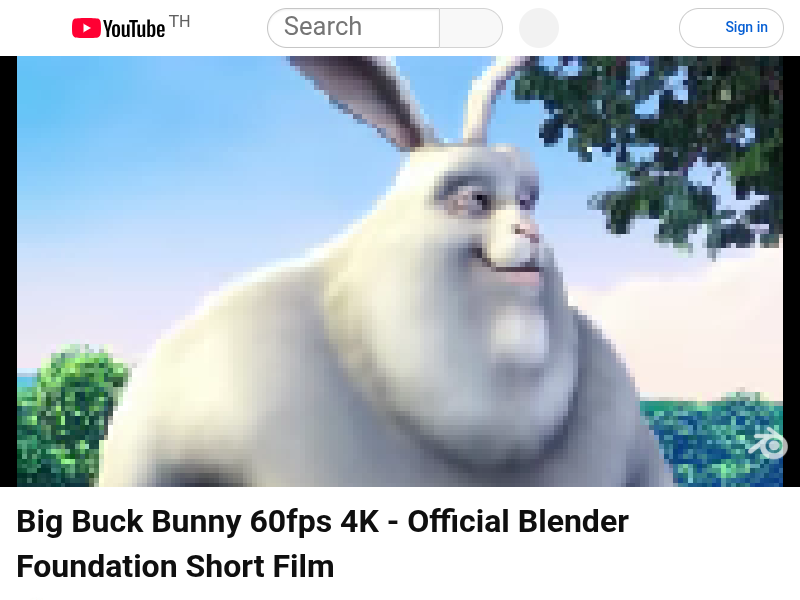 YouTube TH
Search
Sign in
Big Buck Bunny 60fps 4K - Official Blender
Foundation Short Film